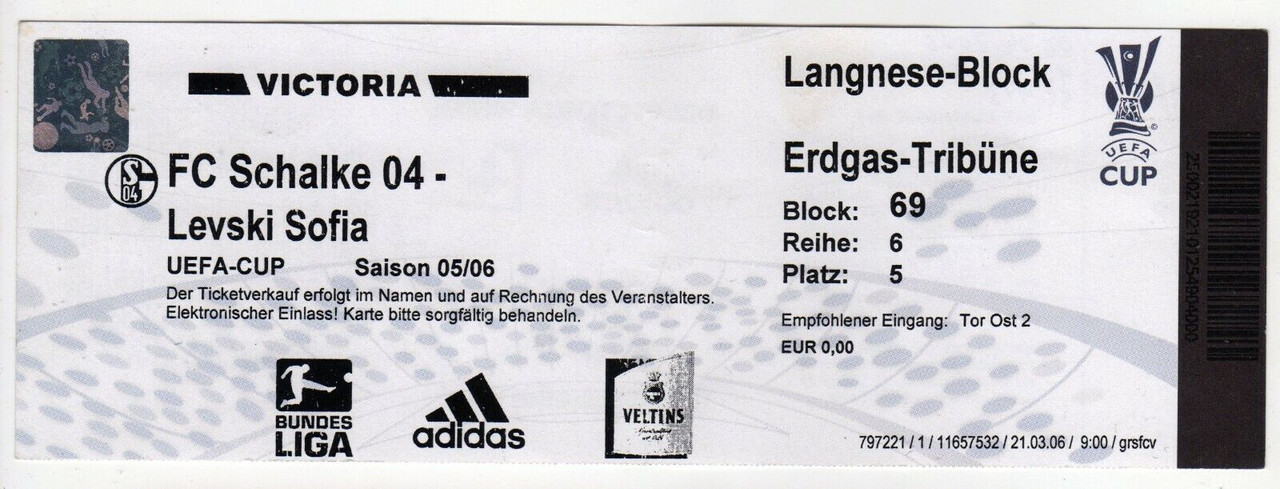 VICTORIA
FC Schalke 04 -
Levski Sofia
UEFA-CUP Saison 05/06
Der Ticketverkauf erfolgt im Namen und auf Rechnung des Veranstalters.
Elektronischer Einlass! Karte bitte sorgfältig behandeln.
S
04
BUNDES
LIGA
adidas
VELTINS
Langnese-Block
Erdgas-Tribüne
Block: 69
Reihe: 6
Platz: 5
Empfohlener Eingang: Tor Ost 2
EUR 0,00
797221 / 1 / 11657532 / 21.03.06 / 9:00 / grsfcv
UEFA
CUP